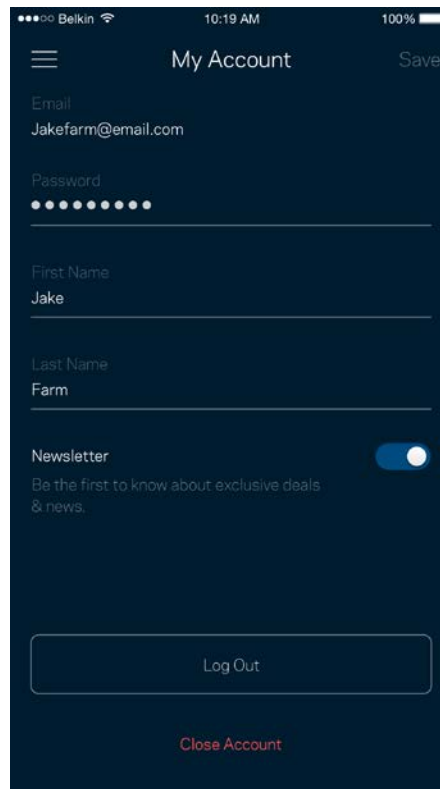 Belkin 10:19 AM 100%
My Account Save
Email
Jakefarm@email.com
Password
First Name
Jake
Last Name
Farm
Newsletter
Be the first to know about exclusive deals
& news.
Log Out
Close Account